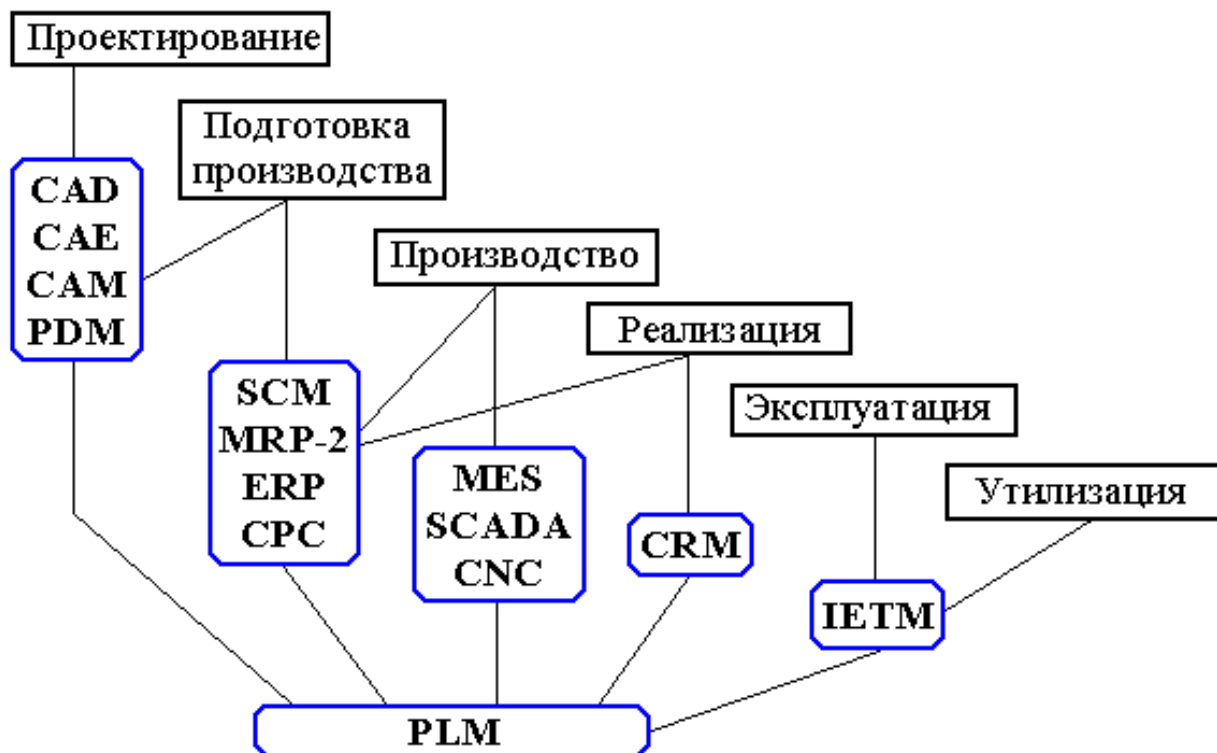 Проектирование
Подготовка
производства
CAD
CAE
CAM
PDM
Производство
Реализация
SCM
MRP-2
ERP
CPC
Эксплуатация
MES
SCADA
CNC
Утилизация
CRM
IETM
PLM